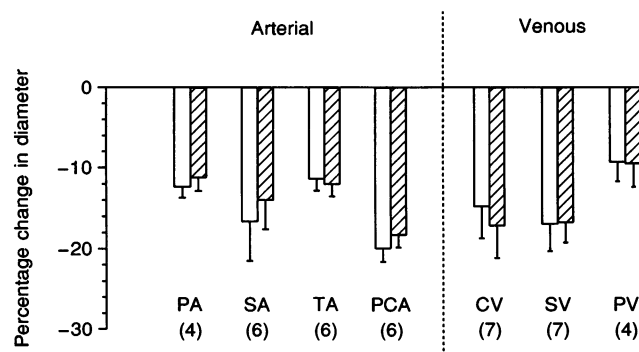 Arterial Venous
Percentage change in diameter
0
−10
−20
−30
PA SA TA PCA CV SV PV
(4) (6) (6) (6) (7) (7) (4)